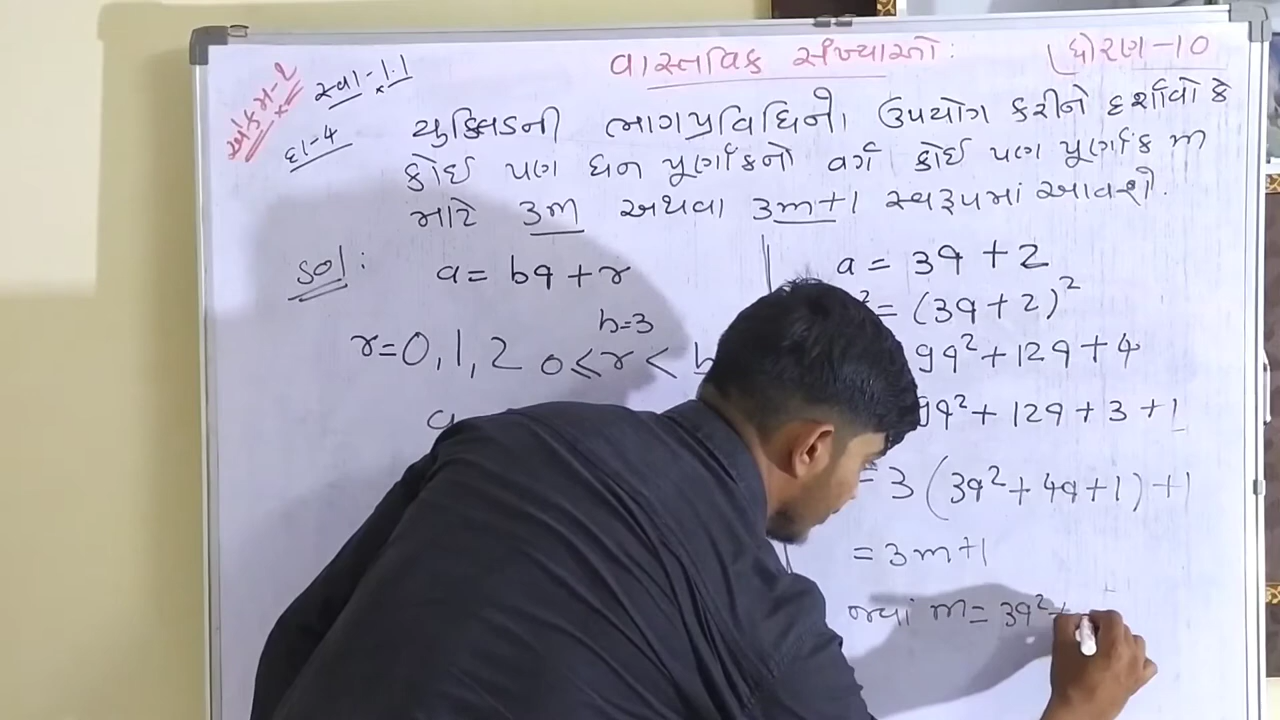 વાસ્તવિક સંખ્યાઓ:
ધોરણ-10
સ્વા-1.1
દા-4
યુક્લિડની ભાગપ્રવિધિનો ઉપયોગ કરીને દર્શાવો કે
કોઈ પણ ધન પૂર્ણાંકનો વર્ગ કોઈ પણ પૂર્ણાંક m
માટે 3m અથવા 3m+1 સ્વરૂપમાં આવશે.
Sol:
a = bq + r
b=3
r=0,1,2 0 ≤ r < b
a
a = 3q + 2
²= (3q + 2)²
9q² + 12q + 4
9q² + 12q + 3 + 1
= 3(3q² + 4q + 1) + 1
= 3m+1
જ્યાં m = 3q² +